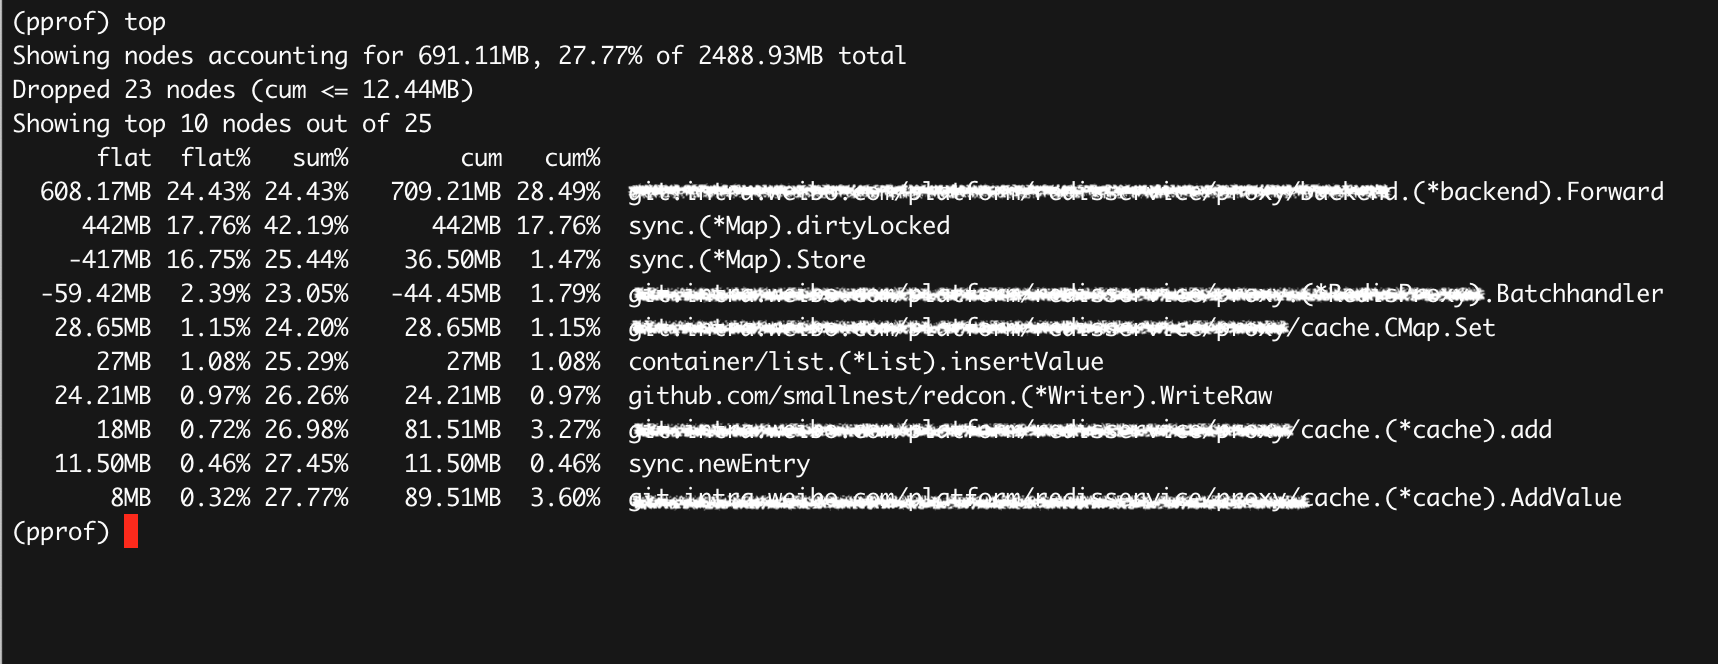 (pprof) top
Showing nodes accounting for 691.11MB, 27.77% of 2488.93MB total
Dropped 23 nodes (cum <= 12.44MB)
Showing top 10 nodes out of 25
flat flat% sum% cum cum%
608.17MB 24.43% 24.43% 709.21MB 28.49% .(*backend).Forward
442MB 17.76% 42.19% 442MB 17.76% sync.(*Map).dirtyLocked
-417MB 16.75% 25.44% 36.50MB 1.47% sync.(*Map).Store
-59.42MB 2.39% 23.05% -44.45MB 1.79% .Batchhandler
28.65MB 1.15% 24.20% 28.65MB 1.15% /cache.CMap.Set
27MB 1.08% 25.29% 27MB 1.08% container/list.(*List).insertValue
24.21MB 0.97% 26.26% 24.21MB 0.97% github.com/smallnest/redcon.(*Writer).WriteRaw
18MB 0.72% 26.98% 81.51MB 3.27% /cache.(*cache).add
11.50MB 0.46% 27.45% 11.50MB 0.46% sync.newEntry
8MB 0.32% 27.77% 89.51MB 3.60% cache.(*cache).AddValue
(pprof)